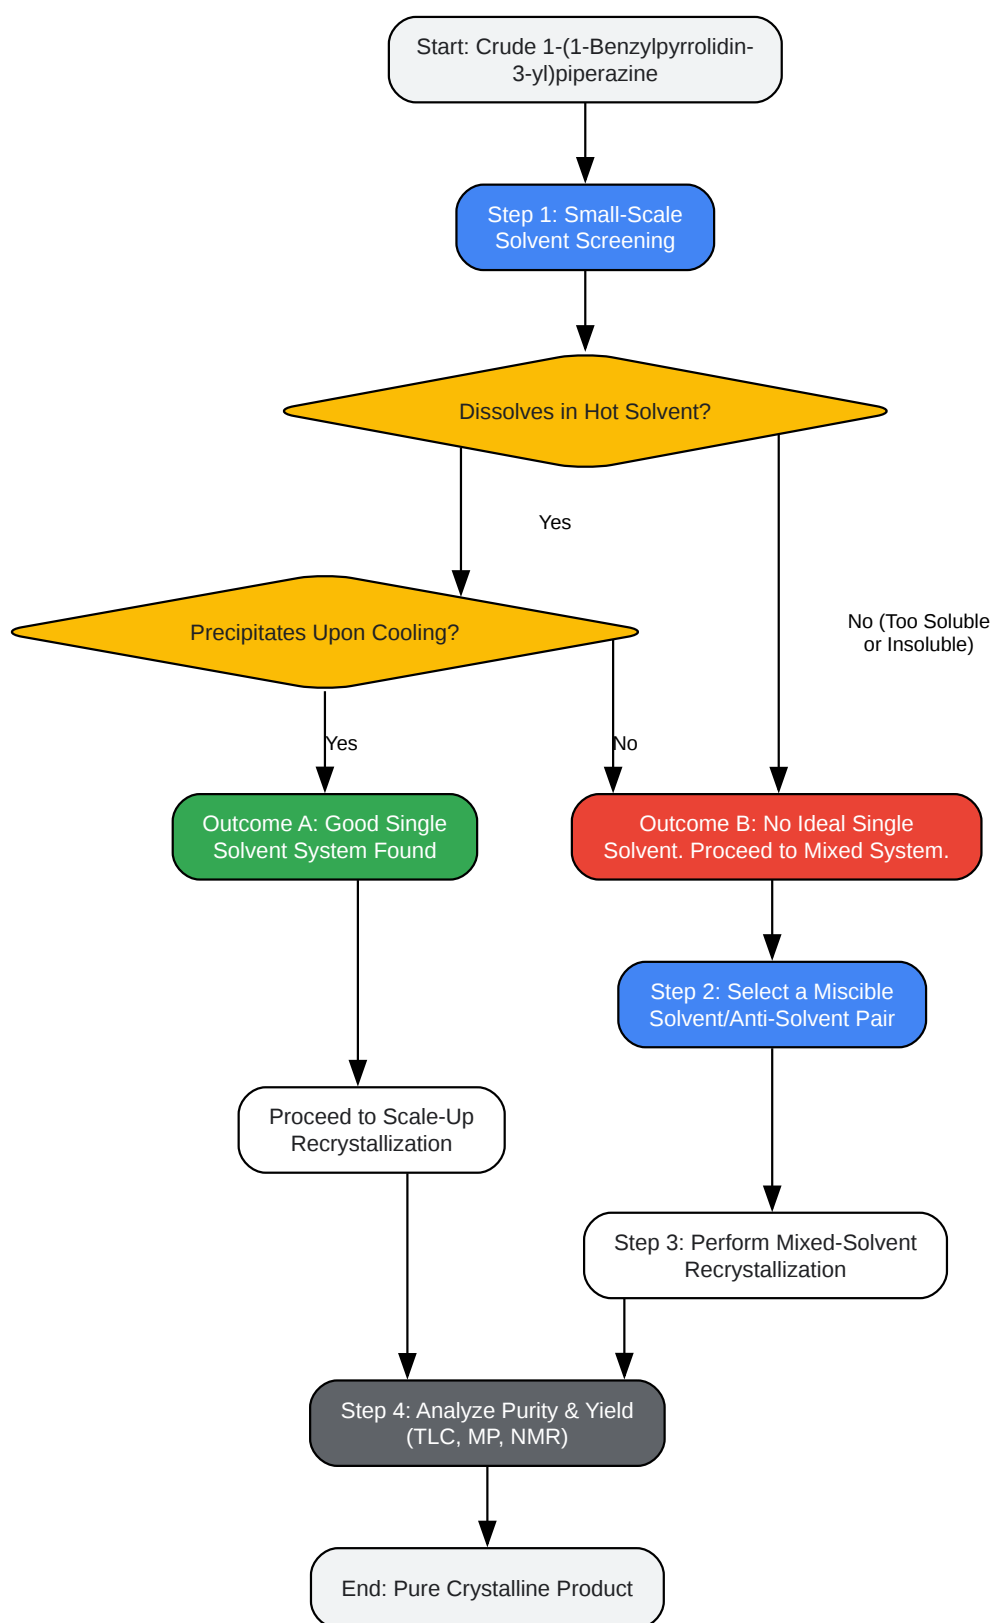 Start: Crude 1-(1-Benzylpyrrolidin-
3-yl)piperazine
Step 1: Small-Scale
Solvent Screening
Dissolves in Hot Solvent?
Yes
Precipitates Upon Cooling?
No (Too Soluble
or Insoluble)
Yes
No
Outcome A: Good Single
Solvent System Found
Outcome B: No Ideal Single
Solvent. Proceed to Mixed System.
Step 2: Select a Miscible
Solvent/Anti-Solvent Pair
Proceed to Scale-Up
Recrystallization
Step 3: Perform Mixed-Solvent
Recrystallization
Step 4: Analyze Purity & Yield
(TLC, MP, NMR)
End: Pure Crystalline Product